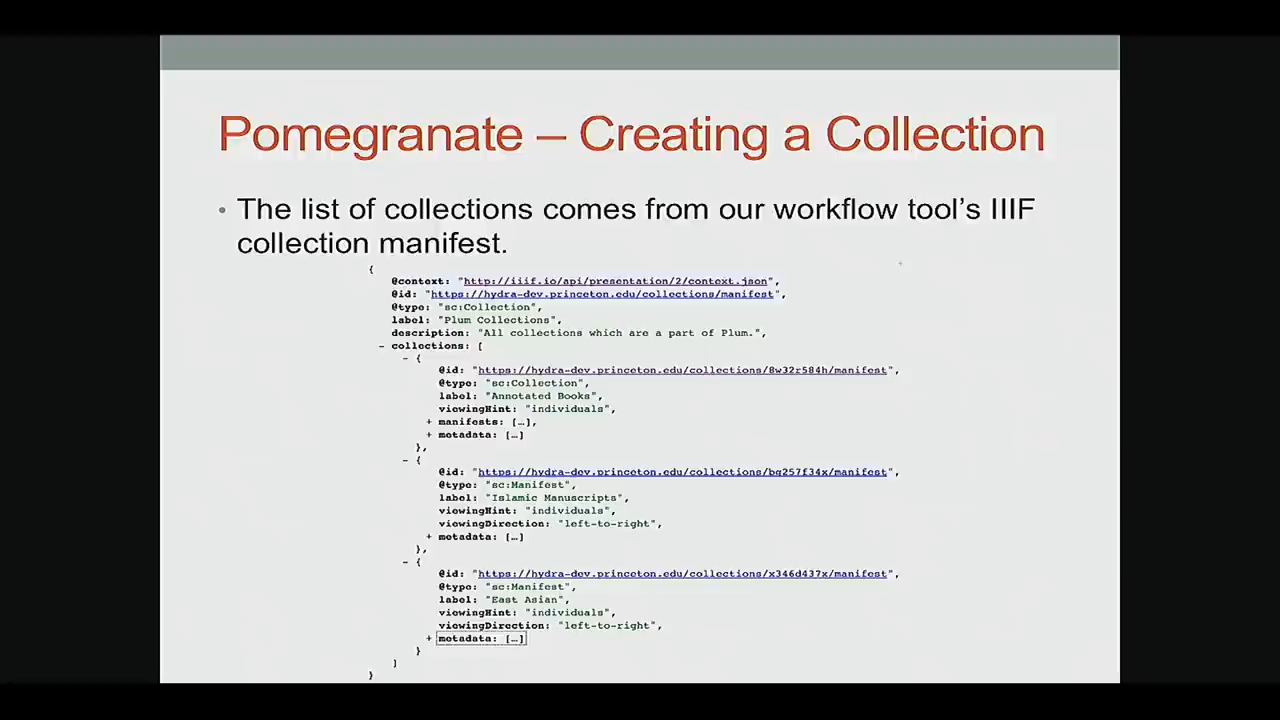 Pomegranate – Creating a Collection
• The list of collections comes from our workflow tool's IIIF
collection manifest.
{
@context: "http://iiif.io/api/presentation/2/context.json",
@id: "https://hydra-dev.princeton.edu/collections/manifest",
@type: "sc:Collection",
label: "Plum Collections",
description: "All collections which are a part of Plum.",
- collections: [
- {
@id: "https://hydra-dev.princeton.edu/collections/8w32r584h/manifest",
@type: "sc:Collection",
label: "Annotated Books",
viewingHint: "individuals",
+ manifests: […],
+ metadata: […]
},
- {
@id: "https://hydra-dev.princeton.edu/collections/bq257f34x/manifest",
@type: "sc:Manifest",
label: "Islamic Manuscripts",
viewingHint: "individuals",
viewingDirection: "left-to-right",
+ metadata: […]
},
- {
@id: "https://hydra-dev.princeton.edu/collections/x346d437x/manifest",
@type: "sc:Manifest",
label: "East Asian",
viewingHint: "individuals",
viewingDirection: "left-to-right",
+ metadata: […]
}
]
}